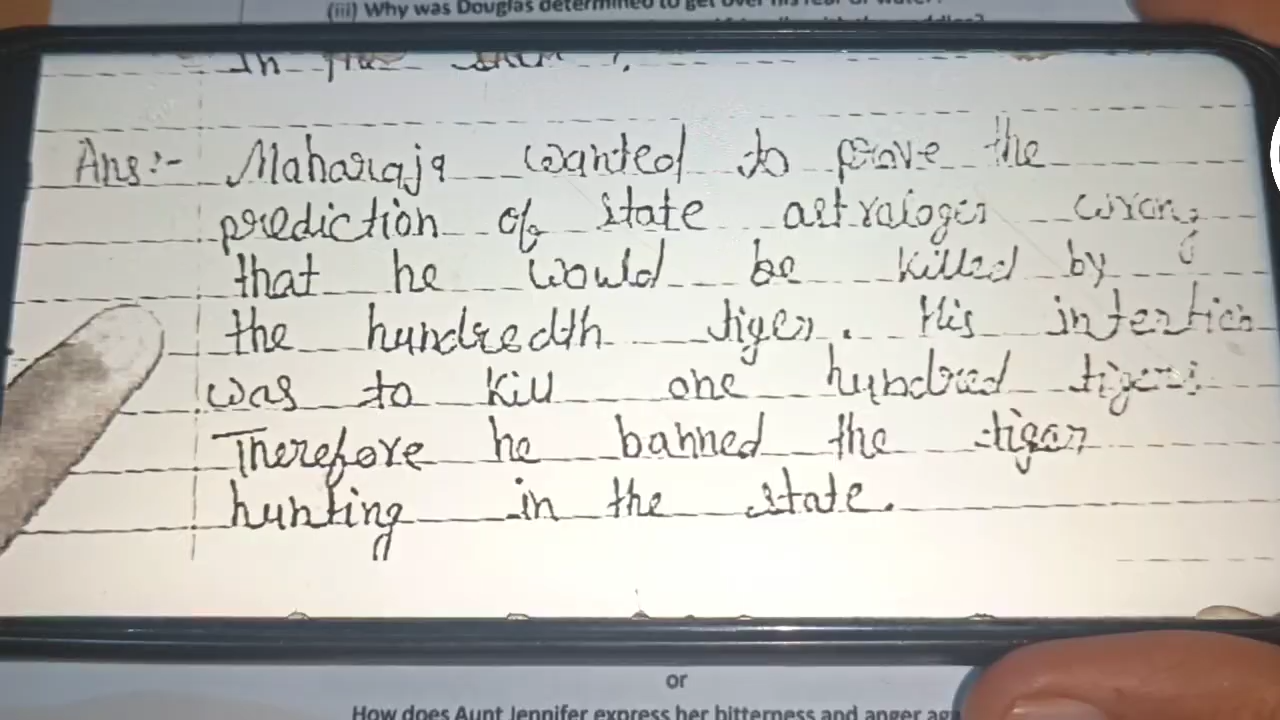 (iii) Why was Douglas determined to get over his fear of water?
Ans:- Maharaja wanted to prove the
prediction of state astraloger wrong
that he would be killed by
the hundredth tiger. His intention
was to kill one hundred tigers
Therefore he banned the tiger
hunting in the state.
or
How does Aunt Jennifer express her bitterness and anger aga